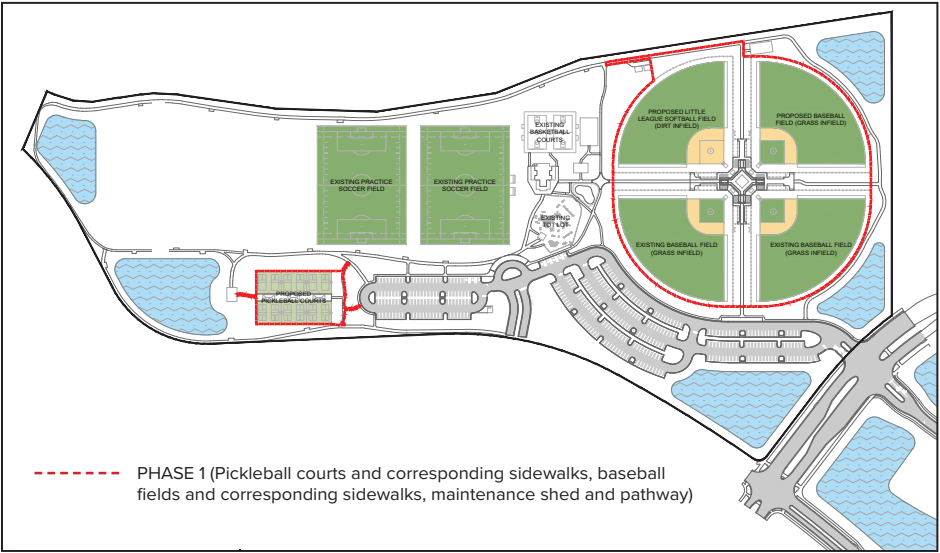 EXISTING
BASKETBALL
COURTS
PROPOSED LITTLE
LEAGUE SOFTBALL FIELD
(DIRT INFIELD)
PROPOSED BASEBALL
FIELD (GRASS INFIELD)
EXISTING PRACTICE
SOCCER FIELD
EXISTING PRACTICE
SOCCER FIELD
EXISTING
TOT LOT
EXISTING BASEBALL FIELD
(GRASS INFIELD)
EXISTING BASEBALL FIELD
(GRASS INFIELD)
PROPOSED
PICKLEBALL COURTS
PHASE 1 (Pickleball courts and corresponding sidewalks, baseball
fields and corresponding sidewalks, maintenance shed and pathway)